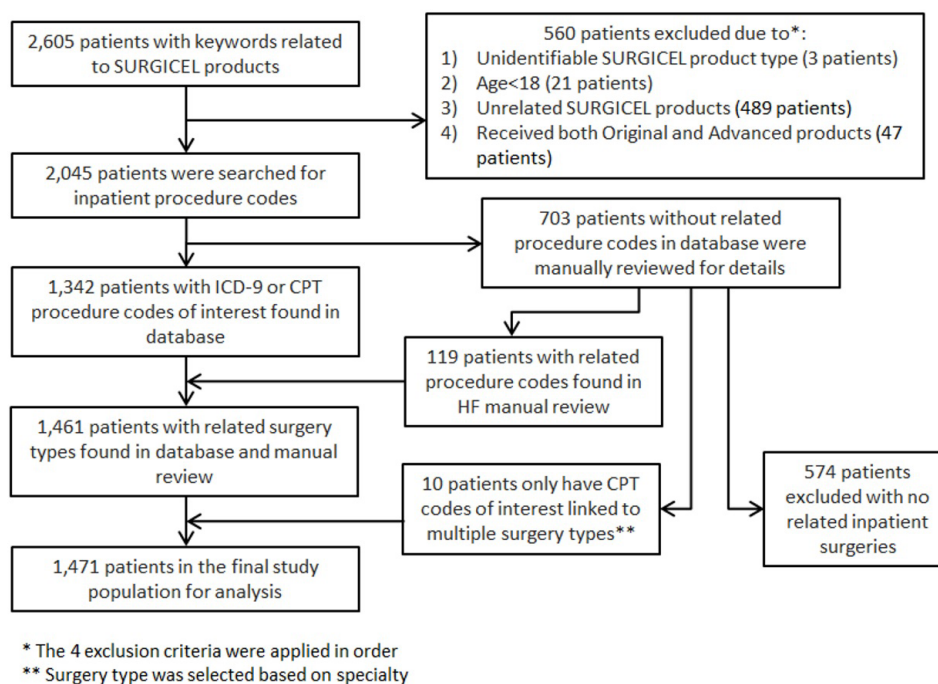 2,605 patients with keywords related
to SURGICEL products
560 patients excluded due to*:
1) Unidentifiable SURGICEL product type (3 patients)
2) Age<18 (21 patients)
3) Unrelated SURGICEL products (489 patients)
4) Received both Original and Advanced products (47
patients)
2,045 patients were searched for
inpatient procedure codes
703 patients without related
procedure codes in database were
manually reviewed for details
1,342 patients with ICD-9 or CPT
procedure codes of interest found in
database
119 patients with related
procedure codes found in
HF manual review
1,461 patients with related surgery
types found in database and manual
review
10 patients only have CPT
codes of interest linked to
multiple surgery types**
574 patients
excluded with no
related inpatient
surgeries
1,471 patients in the final study
population for analysis
* The 4 exclusion criteria were applied in order
** Surgery type was selected based on specialty